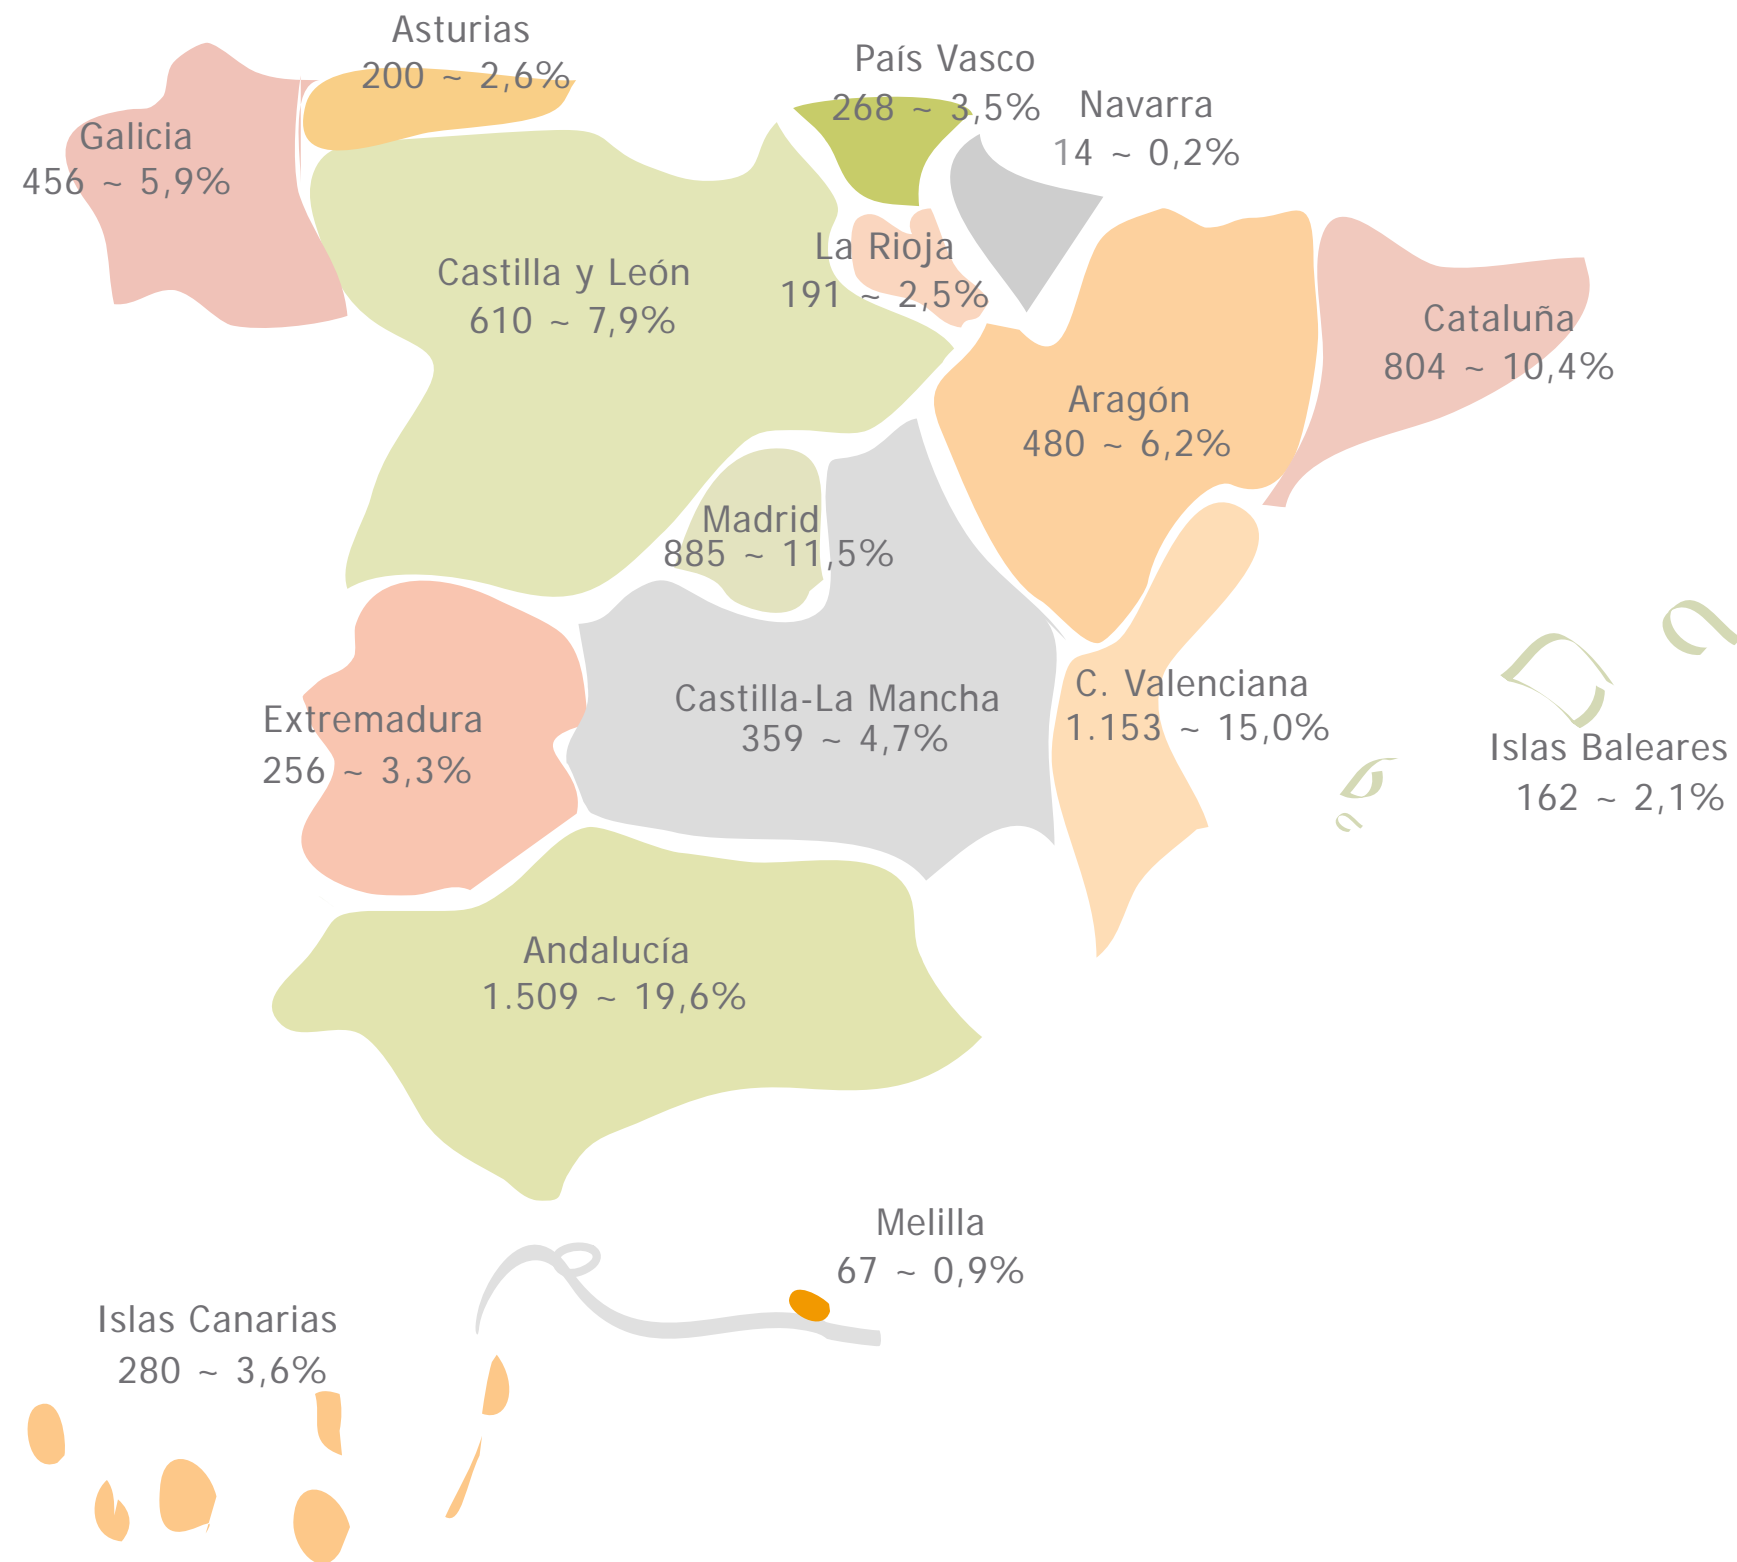 Asturias
200 ~ 2,6%
País Vasco
268 ~ 3,5%
Navarra
14 ~ 0,2%
Galicia
456 ~ 5,9%
La Rioja
191 ~ 2,5%
Castilla y León
610 ~ 7,9%
Cataluña
804 ~ 10,4%
Aragón
480 ~ 6,2%
Madrid
885 ~ 11,5%
C. Valenciana
1.153 ~ 15,0%
Castilla-La Mancha
359 ~ 4,7%
Extremadura
256 ~ 3,3%
Islas Baleares
162 ~ 2,1%
Andalucía
1.509 ~ 19,6%
Melilla
67 ~ 0,9%
Islas Canarias
280 ~ 3,6%